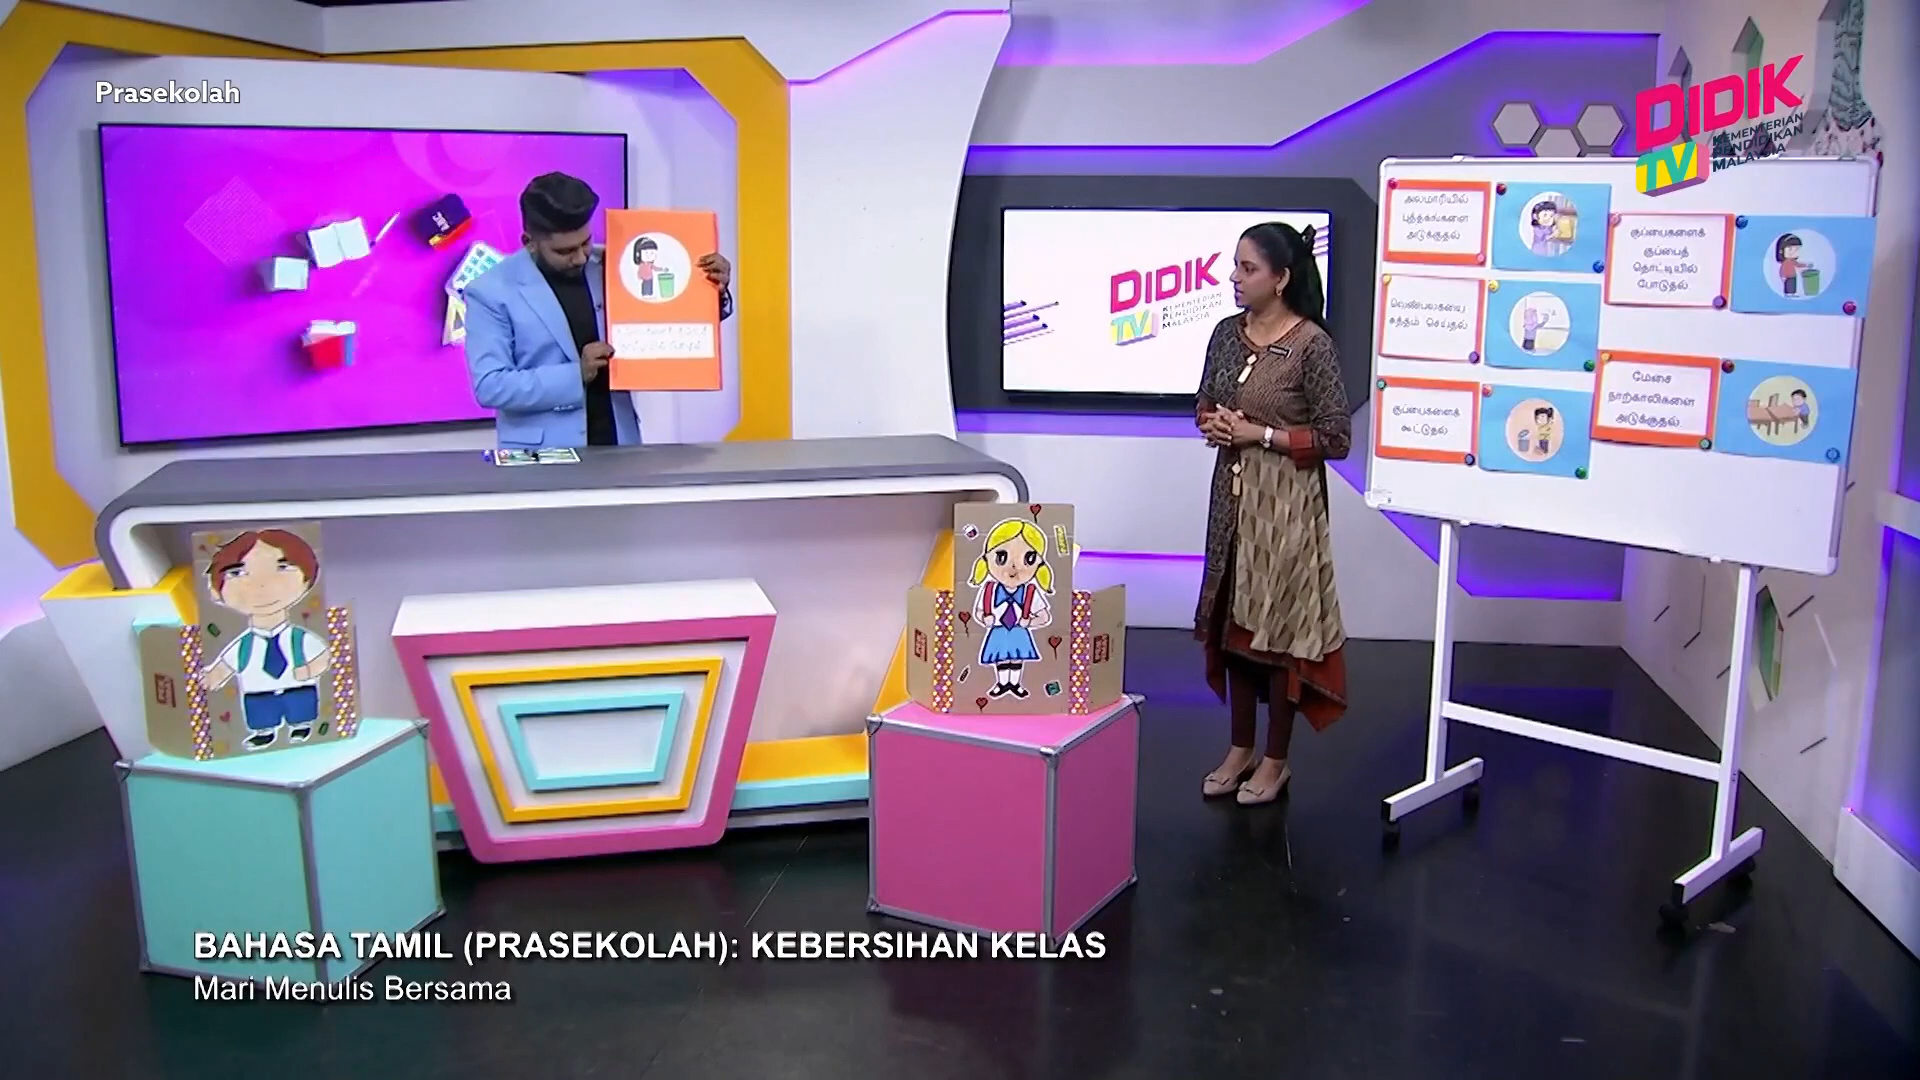 Prasekolah
DIDIK
TV
KEMENTERIAN
PENDIDIKAN
MALAYSIA
DIDIK
TV
KEMENTERIAN
PENDIDIKAN
MALAYSIA
அலமாரியில்
புத்தகங்களை
அடுக்குதல்
வெண்பலகையை
சுத்தம் செய்தல்
குப்பைகளைக்
கூட்டுதல்
குப்பைகளைக்
குப்பைத்
தொட்டியில்
போடுதல்
மேசை
நாற்காலிகளை
அடுக்குதல்
BAHASA TAMIL (PRASEKOLAH): KEBERSIHAN KELAS
Mari Menulis Bersama